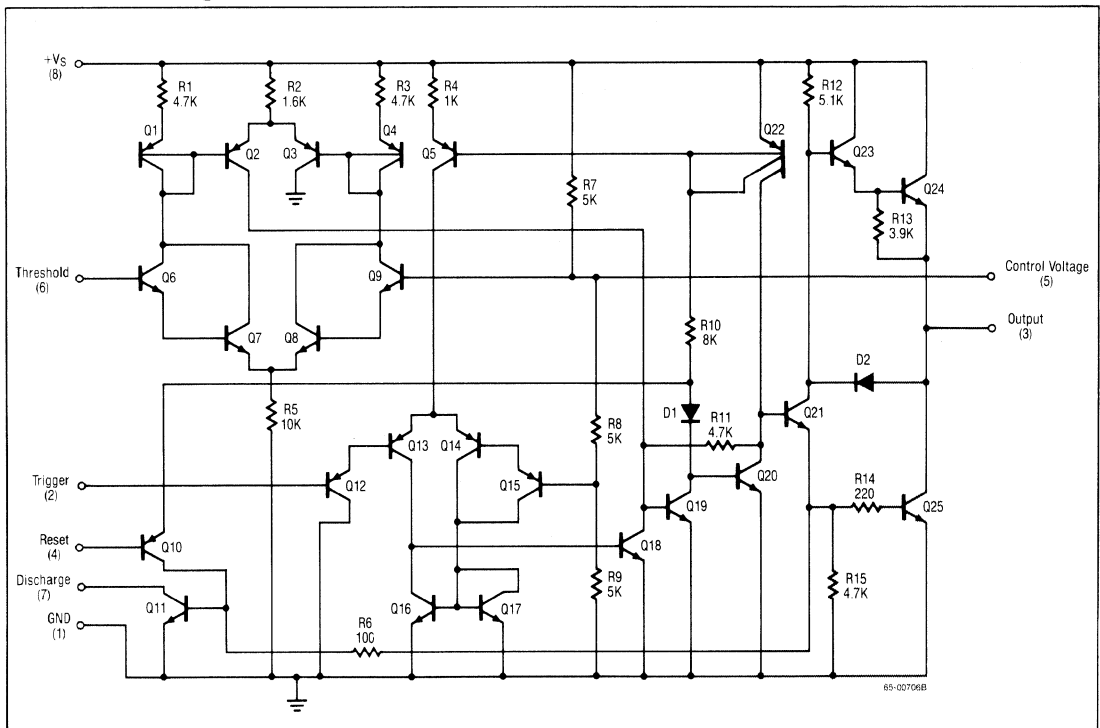 +VS
(8)
R1
4.7K
R2
1.6K
R3
4.7K
R4
1K
R12
5.1K
Q1
Q2
Q3
Q4
Q5
Q22
Q23
Q24
R7
5K
R13
3.9K
Threshold
(6)
Q6
Q9
Control Voltage
(5)
Q7
Q8
R10
8K
Output
(3)
D2
R5
10K
D1
R11
4.7K
Q21
R8
5K
Q13
Q14
Trigger
(2)
Q12
Q15
Q20
R14
220
Q19
Q25
Reset
(4)
Q10
Q18
Discharge
(7)
Q11
Q16
Q17
R9
5K
R15
4.7K
GND
(1)
R6
100
65-00706B